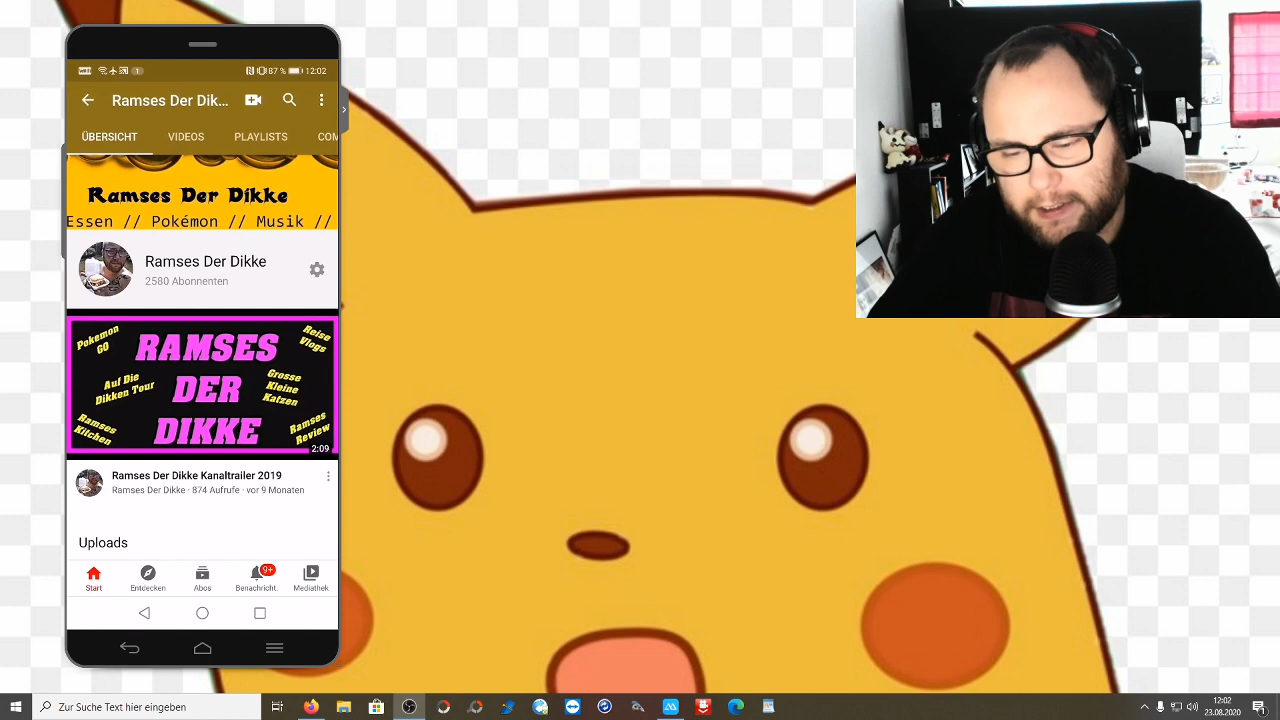 87 % 12:02
Ramses Der Dik...
ÜBERSICHT VIDEOS PLAYLISTS COM
Ramses Der Dikke
Essen // Pokémon // Musik //
Ramses Der Dikke
2580 Abonnenten
Pokemon GO
Reise Vlogs
RAMSES
DER
DIKKE
Auf Die Dikken Tour
Grosse Kleine Katzen
Ramses Kitchen
Ramses Review
2:09
Ramses Der Dikke Kanaltrailer 2019
Ramses Der Dikke · 874 Aufrufe · vor 9 Monaten
Uploads
9+
Start Entdecken Abos Benachricht. Mediathek
Zur Suche Text hier eingeben
12:02
23.08.2020